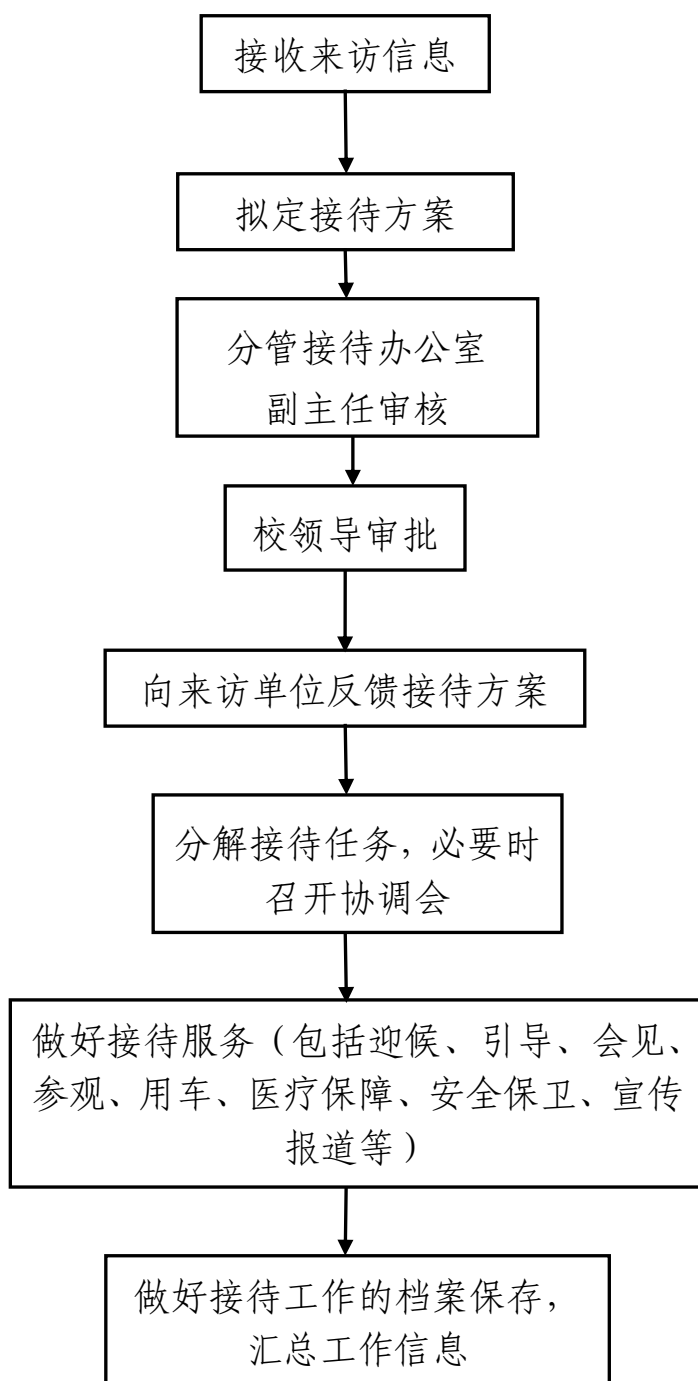 接收来访信息
拟定接待方案
分管接待办公室
副主任审核
校领导审批
向来访单位反馈接待方案
分解接待任务，必要时
召开协调会
做好接待服务（包括迎候、引导、会见、
参观、用车、医疗保障、安全保卫、宣传
报道等）
做好接待工作的档案保存，
汇总工作信息